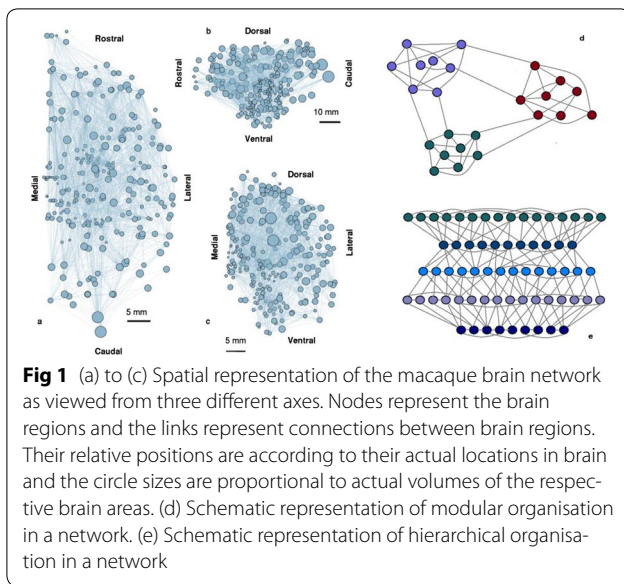 Rostral
Medial
Lateral
5 mm
a
Caudal
b
Dorsal
Rostral
Caudal
10 mm
Ventral
Dorsal
Medial
Lateral
5 mm
c
Ventral
d
e
Fig 1 (a) to (c) Spatial representation of the macaque brain network
as viewed from three different axes. Nodes represent the brain
regions and the links represent connections between brain regions.
Their relative positions are according to their actual locations in brain
and the circle sizes are proportional to actual volumes of the respec-
tive brain areas. (d) Schematic representation of modular organisation
in a network. (e) Schematic representation of hierarchical organisa-
tion in a network